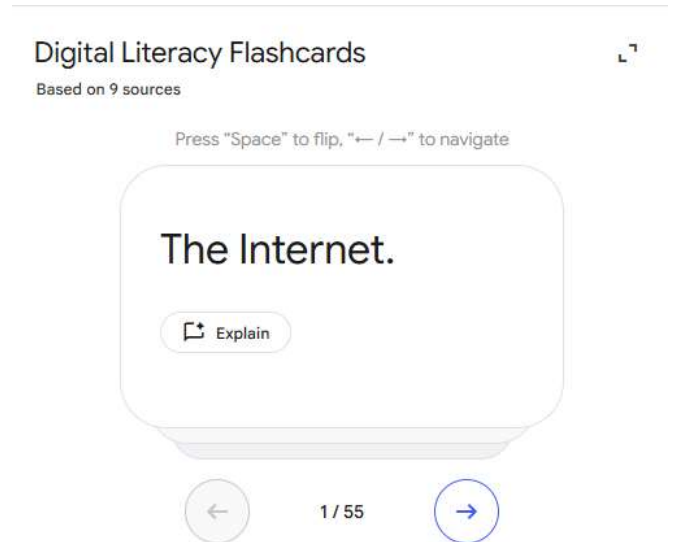 Digital Literacy Flashcards
Based on 9 sources
Press “Space” to flip, “← / →” to navigate
The Internet.
Explain
1 / 55